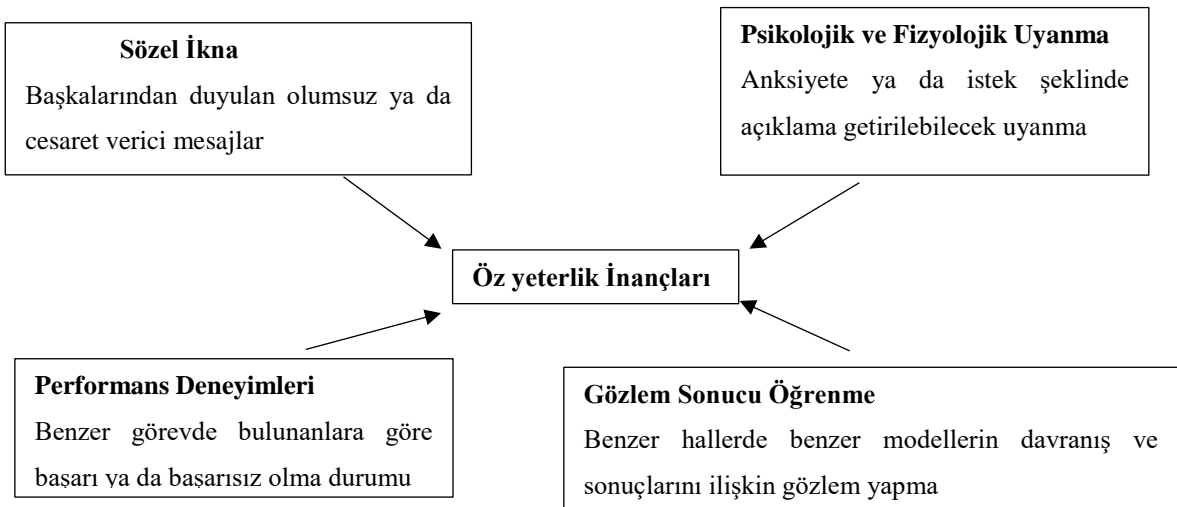 Sözel İkna
Başkalarından duyulan olumsuz ya da
cesaret verici mesajlar
Psikolojik ve Fizyolojik Uyanma
Anksiyete ya da istek şeklinde
açıklama getirilebilecek uyanma
Öz yeterlik İnançları
Performans Deneyimleri
Benzer görevde bulunanlara göre
başarı ya da başarısız olma durumu
Gözlem Sonucu Öğrenme
Benzer hallerde benzer modellerin davranış ve
sonuçlarını ilişkin gözlem yapma